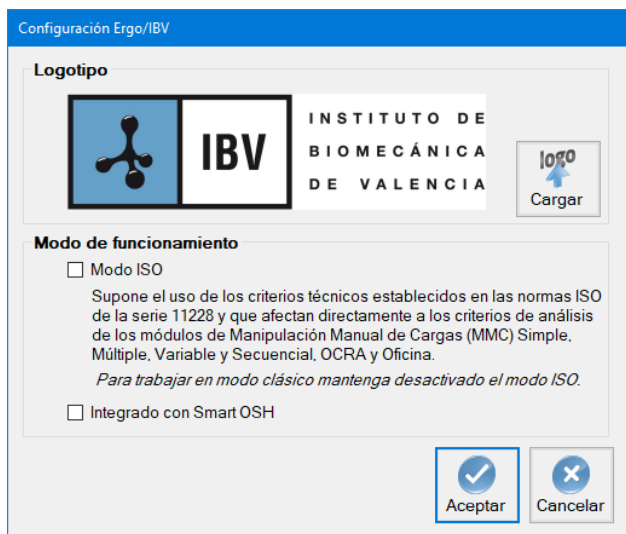 Configuración Ergo/IBV
Logotipo
IBV
INSTITUTO DE
BIOMECÁNICA
DE VALENCIA
logo
Cargar
Modo de funcionamiento
Modo ISO
Supone el uso de los criterios técnicos establecidos en las normas ISO
de la serie 11228 y que afectan directamente a los criterios de análisis
de los módulos de Manipulación Manual de Cargas (MMC) Simple,
Múltiple, Variable y Secuencial, OCRA y Oficina.
Para trabajar en modo clásico mantenga desactivado el modo ISO.
Integrado con Smart OSH
Aceptar
Cancelar